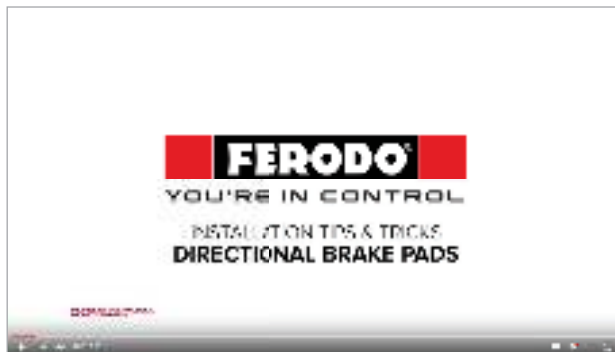 FERODO
YOU'RE IN CONTROL
INSTALLATION TIPS & TRICKS
DIRECTIONAL BRAKE PADS